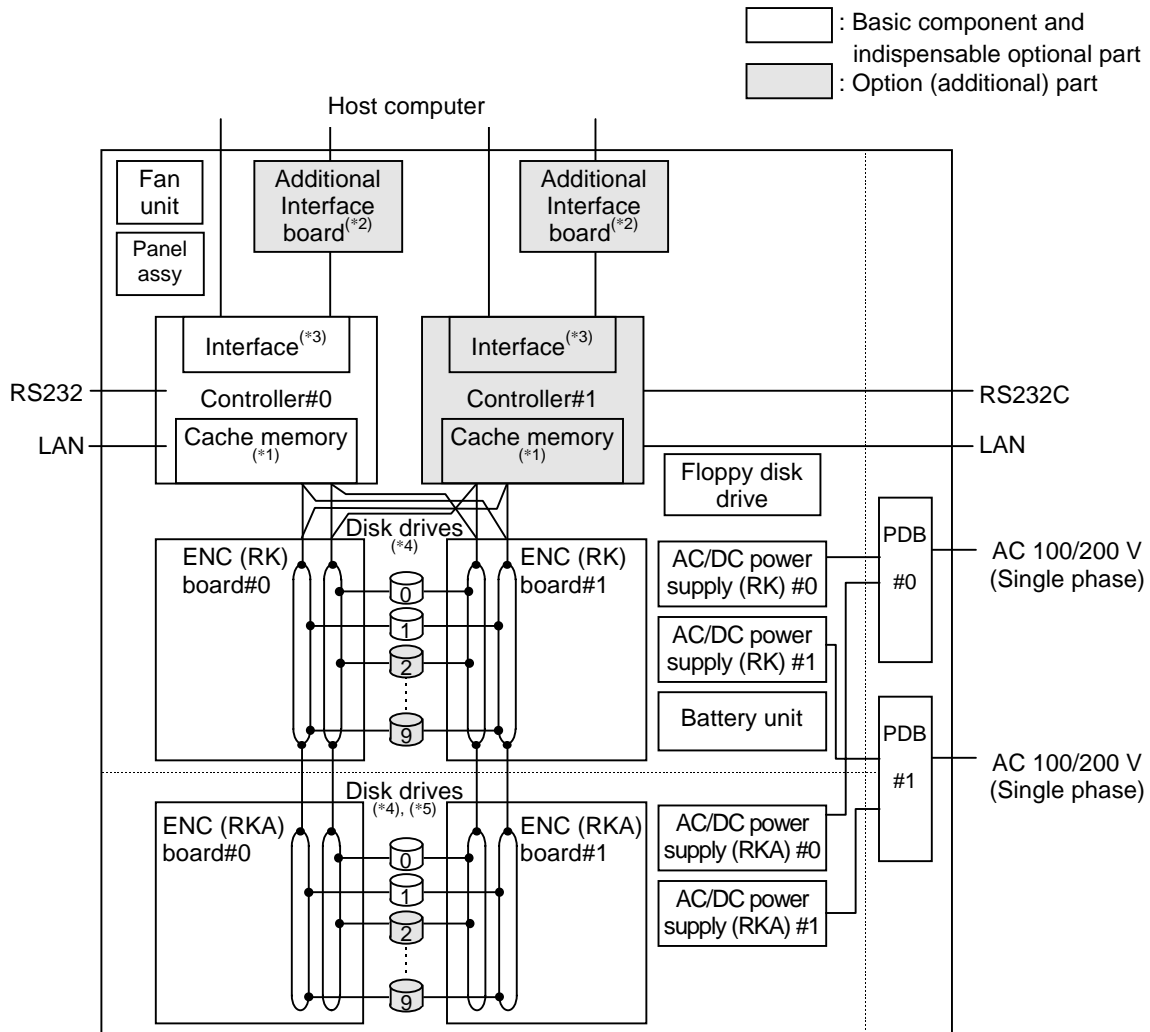 : Basic component and
indispensable optional part
: Option (additional) part
Host computer
Fan
unit
Additional
Interface
board(*2)
Additional
Interface
board(*2)
Panel
assy
Interface(*3)
Interface(*3)
RS232
Controller#0
Controller#1
RS232C
LAN
Cache memory
(*1)
Cache memory
(*1)
LAN
Floppy disk
drive
Disk drives
(*4)
ENC (RK)
board#0
ENC (RK)
board#1
0
1
2
9
AC/DC power
supply (RK) #0
AC/DC power
supply (RK) #1
Battery unit
PDB
#0
AC 100/200 V
(Single phase)
PDB
#1
AC 100/200 V
(Single phase)
Disk drives
(*4), (*5)
ENC (RKA)
board#0
ENC (RKA)
board#1
0
1
2
9
AC/DC power
supply (RKA) #0
AC/DC power
supply (RKA) #1